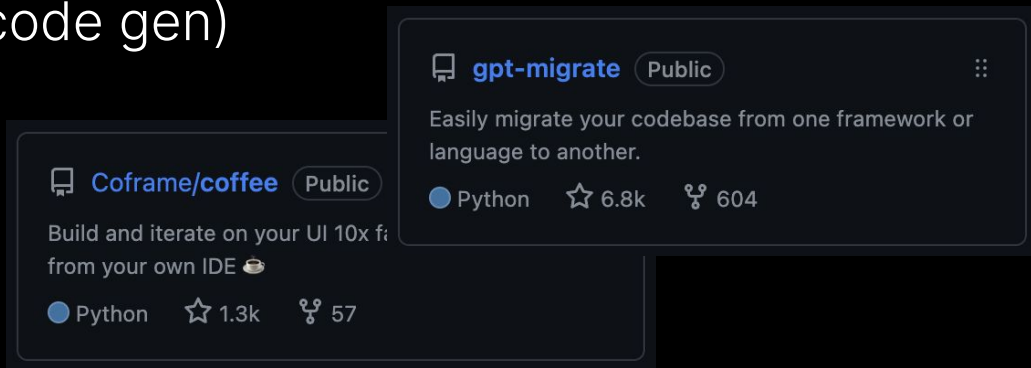 code gen)
gpt-migrate Public
Easily migrate your codebase from one framework or
language to another.
Python 6.8k 604
Coframe/coffee Public
Build and iterate on your UI 10x
from your own IDE ☕
Python 1.3k 57